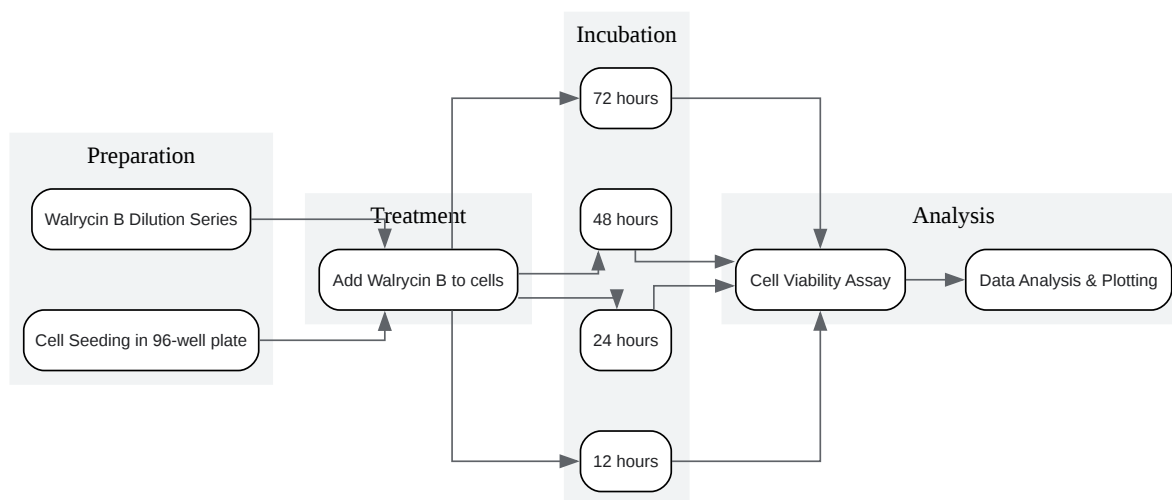 Preparation
Walrycin B Dilution Series
Cell Seeding in 96-well plate
Treatment
Add Walrycin B to cells
Incubation
72 hours
48 hours
24 hours
12 hours
Analysis
Cell Viability Assay
Data Analysis & Plotting